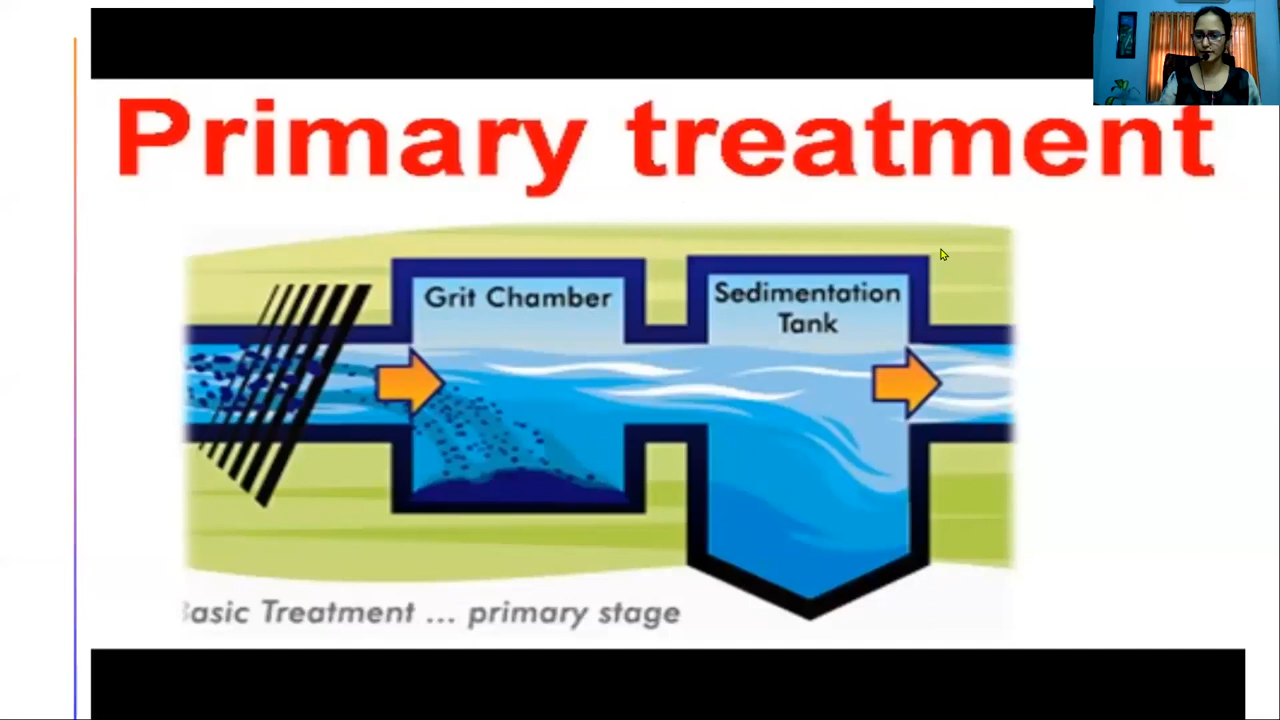 Primary treatment
Grit Chamber
Sedimentation
Tank
asic Treatment ... primary stage